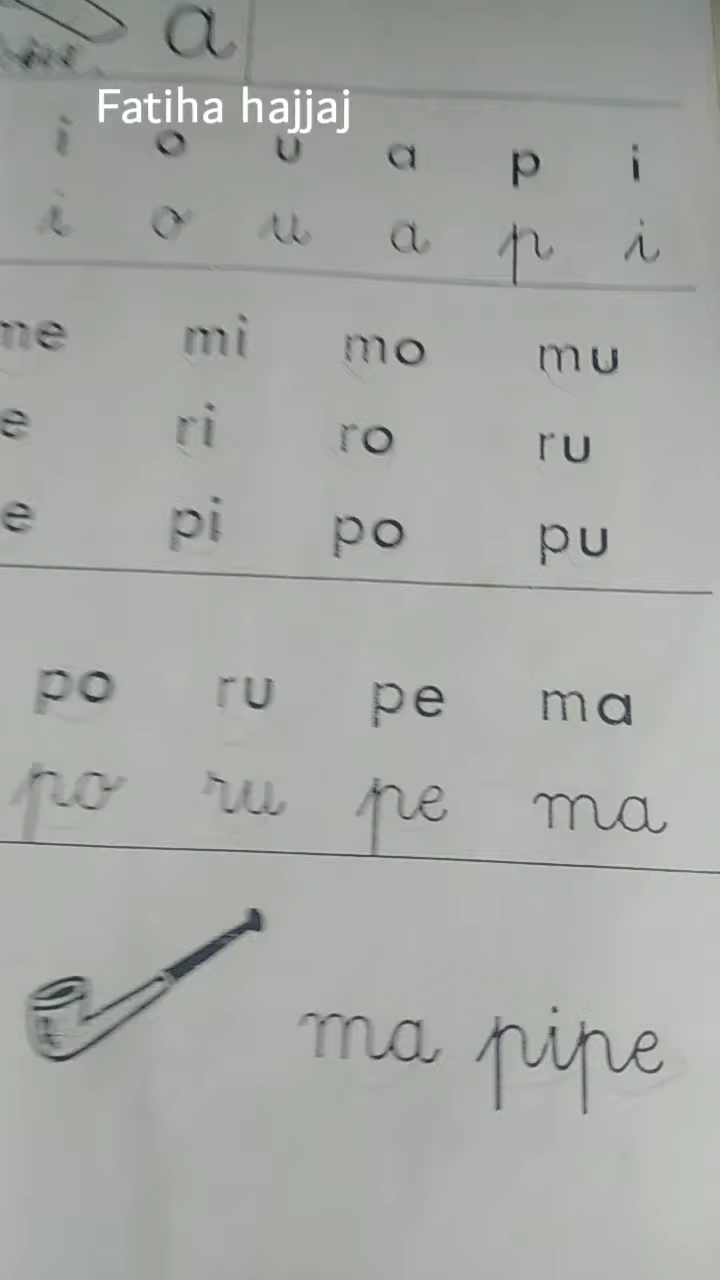 a
Fatiha hajjaj
i o u a p i
i o u a p i
me mi mo mu
e ri ro ru
e pi po pu
po ru pe ma
po ru pe ma
ma pipe